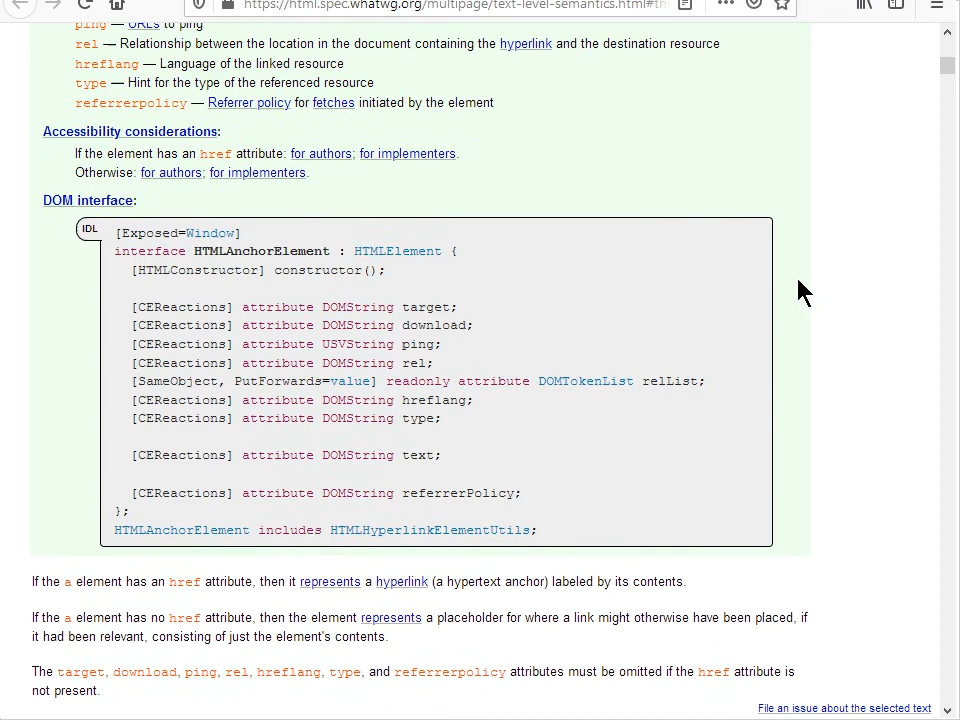 https://html.spec.whatwg.org/multipage/text-level-semantics.html#th
ping — URLs to ping
rel — Relationship between the location in the document containing the hyperlink and the destination resource
hreflang — Language of the linked resource
type — Hint for the type of the referenced resource
referrerpolicy — Referrer policy for fetches initiated by the element
Accessibility considerations:
If the element has an href attribute: for authors; for implementers.
Otherwise: for authors; for implementers.
DOM interface:
IDL
[Exposed=Window]
interface HTMLAnchorElement : HTMLElement {
[HTMLConstructor] constructor();
[CEReactions] attribute DOMString target;
[CEReactions] attribute DOMString download;
[CEReactions] attribute USVString ping;
[CEReactions] attribute DOMString rel;
[SameObject, PutForwards=value] readonly attribute DOMTokenList relList;
[CEReactions] attribute DOMString hreflang;
[CEReactions] attribute DOMString type;
[CEReactions] attribute DOMString text;
[CEReactions] attribute DOMString referrerPolicy;
};
HTMLAnchorElement includes HTMLHyperlinkElementUtils;
If the a element has an href attribute, then it represents a hyperlink (a hypertext anchor) labeled by its contents.
If the a element has no href attribute, then the element represents a placeholder for where a link might otherwise have been placed, if
it had been relevant, consisting of just the element's contents.
The target, download, ping, rel, hreflang, type, and referrerpolicy attributes must be omitted if the href attribute is
not present.
File an issue about the selected text